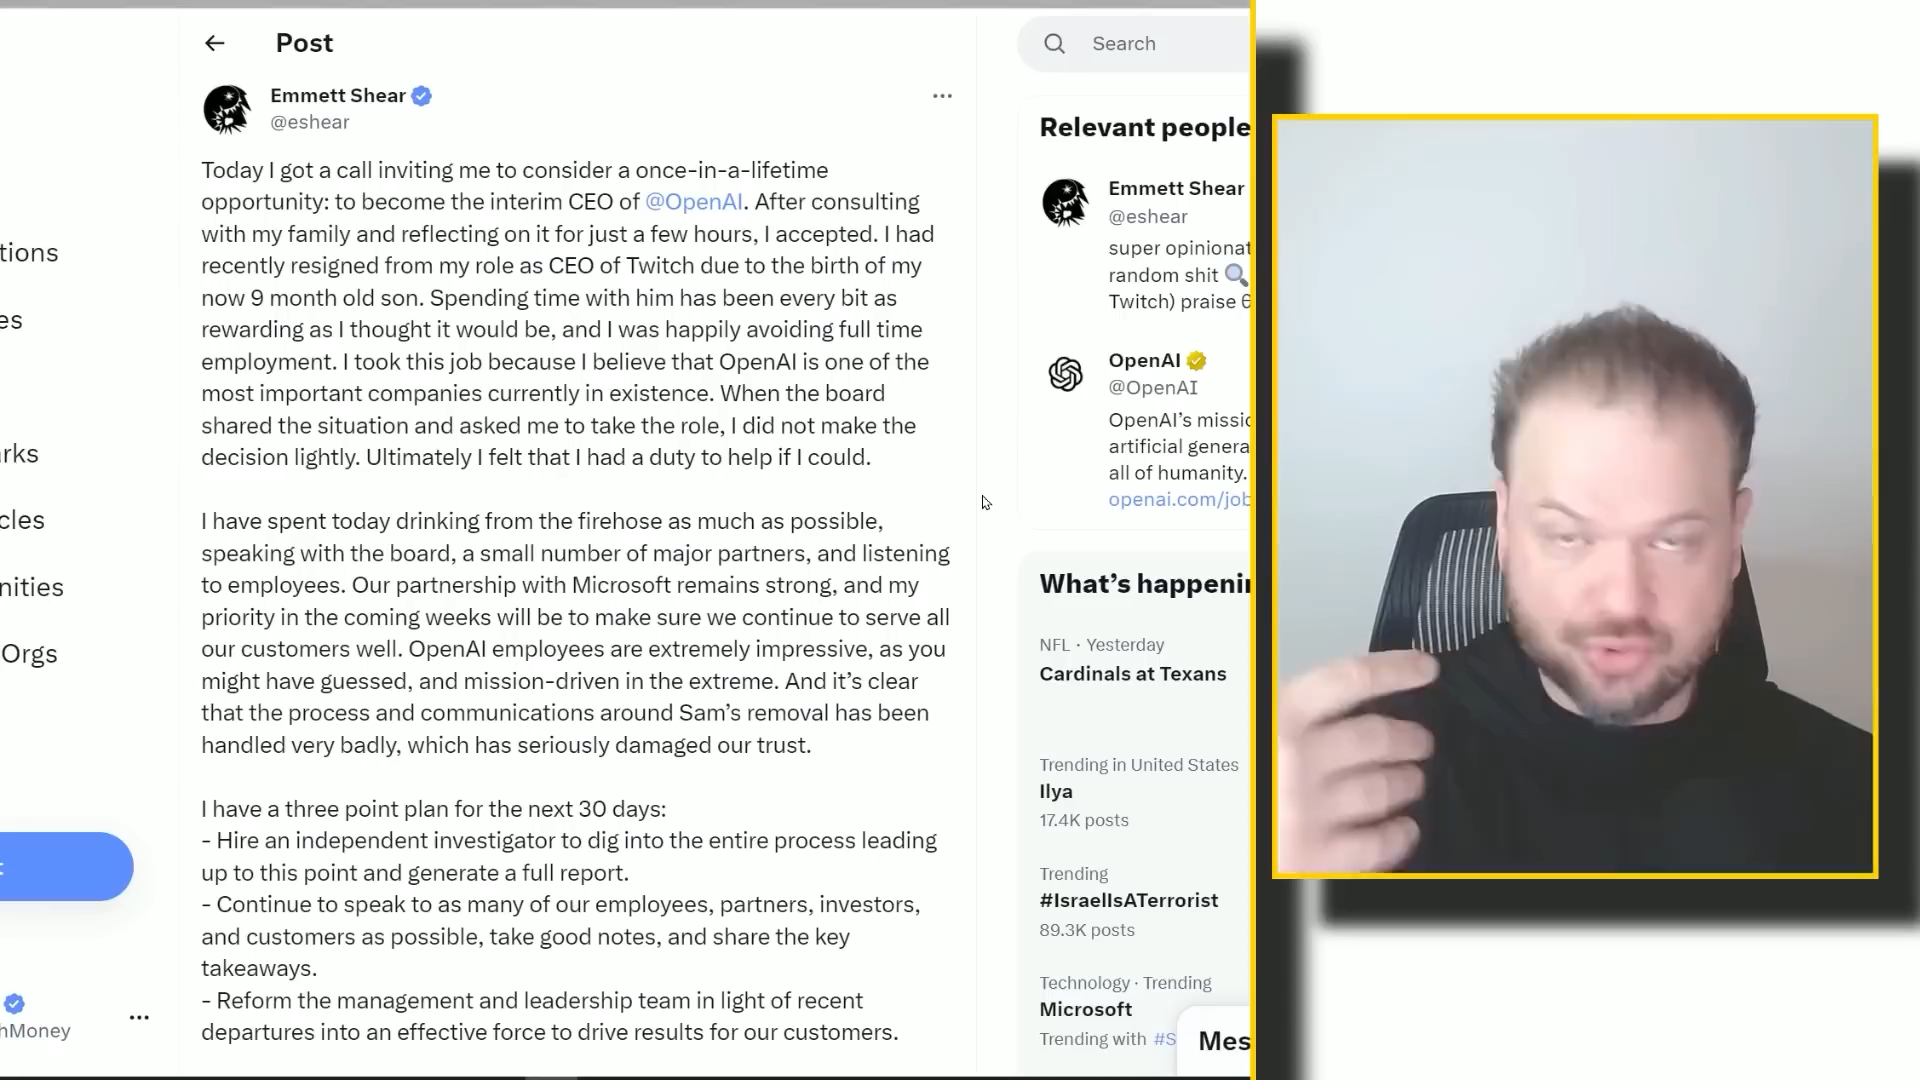 Post
Search
Emmett Shear
@eshear
Today I got a call inviting me to consider a once-in-a-lifetime
opportunity: to become the interim CEO of @OpenAI. After consulting
with my family and reflecting on it for just a few hours, I accepted. I had
recently resigned from my role as CEO of Twitch due to the birth of my
now 9 month old son. Spending time with him has been every bit as
rewarding as I thought it would be, and I was happily avoiding full time
employment. I took this job because I believe that OpenAI is one of the
most important companies currently in existence. When the board
shared the situation and asked me to take the role, I did not make the
decision lightly. Ultimately I felt that I had a duty to help if I could.
I have spent today drinking from the firehose as much as possible,
speaking with the board, a small number of major partners, and listening
to employees. Our partnership with Microsoft remains strong, and my
priority in the coming weeks will be to make sure we continue to serve all
our customers well. OpenAI employees are extremely impressive, as you
might have guessed, and mission-driven in the extreme. And it’s clear
that the process and communications around Sam’s removal has been
handled very badly, which has seriously damaged our trust.
I have a three point plan for the next 30 days:
- Hire an independent investigator to dig into the entire process leading
up to this point and generate a full report.
- Continue to speak to as many of our employees, partners, investors,
and customers as possible, take good notes, and share the key
takeaways.
- Reform the management and leadership team in light of recent
departures into an effective force to drive results for our customers.
Relevant people
Emmett Shear
@eshear
super opinionat
random shit
Twitch) praise
OpenAI
@OpenAI
OpenAI’s missio
artificial genera
all of humanity.
openai.com/job
What’s happenin
NFL · Yesterday
Cardinals at Texans
Trending in United States
Ilya
17.4K posts
Trending
#IsraelIsATerrorist
89.3K posts
Technology · Trending
Microsoft
Trending with #S
Mes
tions
es
rks
cles
nities
Orgs
hMoney